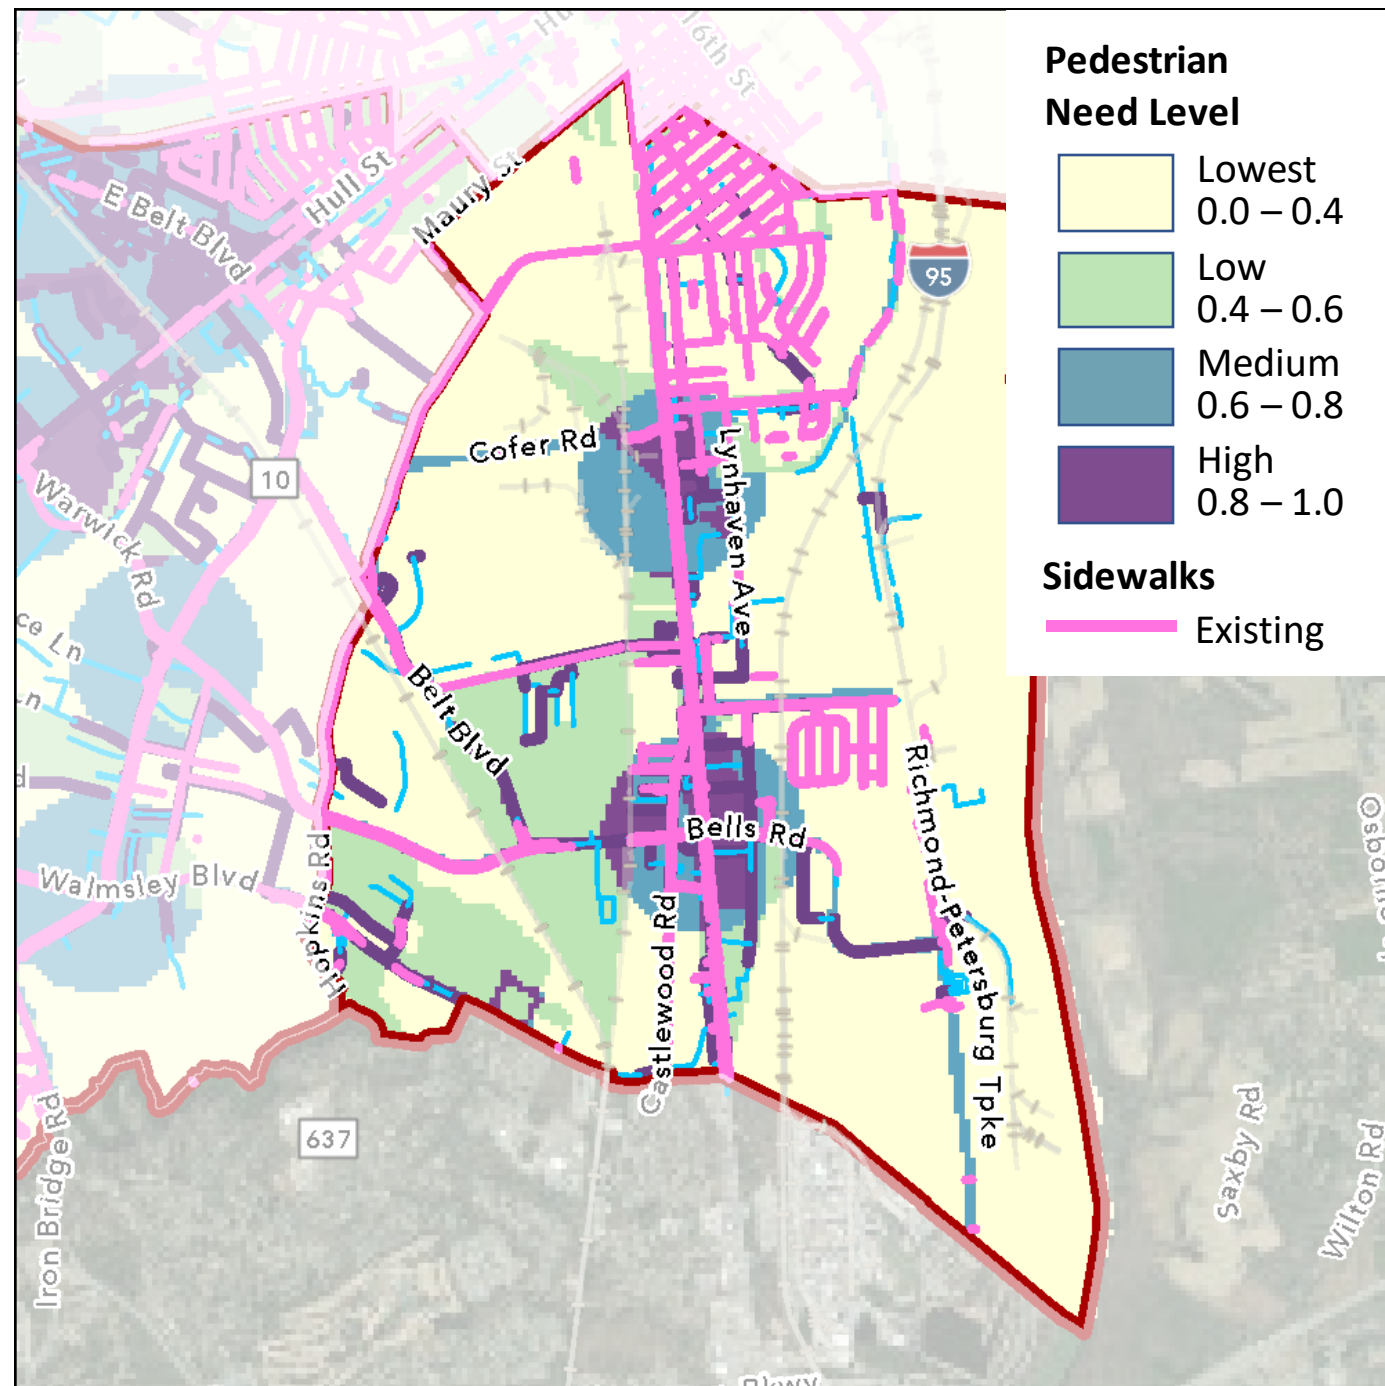 Pedestrian
Need Level
Lowest
0.0 – 0.4
Low
0.4 – 0.6
Medium
0.6 – 0.8
High
0.8 – 1.0
Sidewalks
Existing
16th St
Hull St
E Belt Blvd
Maury St
95
Cofer Rd
Lynhaven Ave
10
Warwick Rd
ce Ln
Belt Blvd
Bells Rd
Richmond-Petersburg Tpke
Walmsley Blvd
Hopkins Rd
Castlewood Rd
637
Iron Bridge Rd
Saxby Rd
Wilton Rd